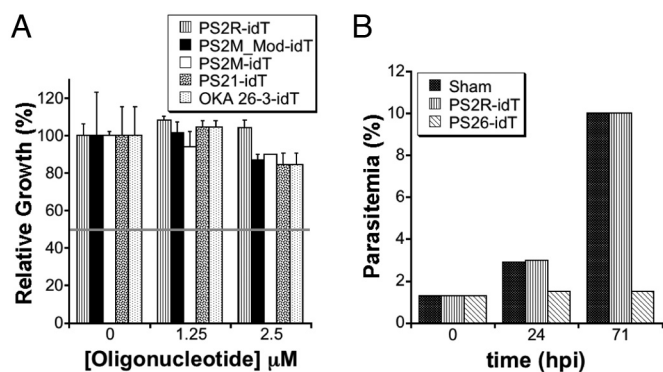 A
PS2R-idT
PS2M_Mod-idT
PS2M-idT
PS21-idT
OKA 26-3-idT
Relative Growth (%)
120
100
80
60
40
20
0
0 1.25 2.5
[Oligonucleotide] μM
B
Sham
PS2R-idT
PS26-idT
Parasitemia (%)
12
10
8
6
4
2
0
0 24 71
time (hpi)